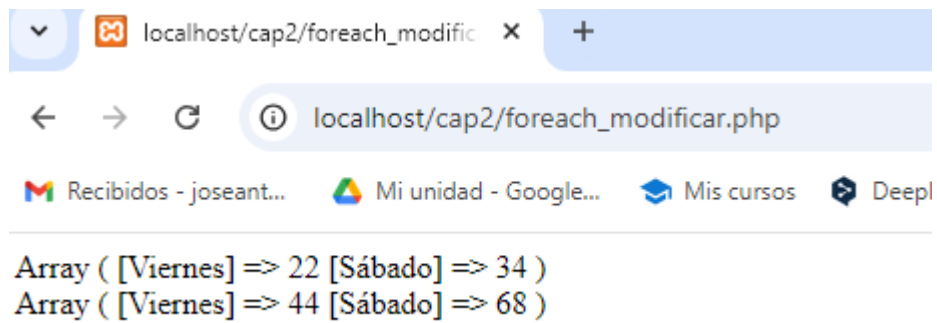 localhost/cap2/foreach_modific
localhost/cap2/foreach_modificar.php
Recibidos - joseant... Mi unidad - Google... Mis cursos Deepl
Array ( [Viernes] => 22 [Sábado] => 34 )
Array ( [Viernes] => 44 [Sábado] => 68 )